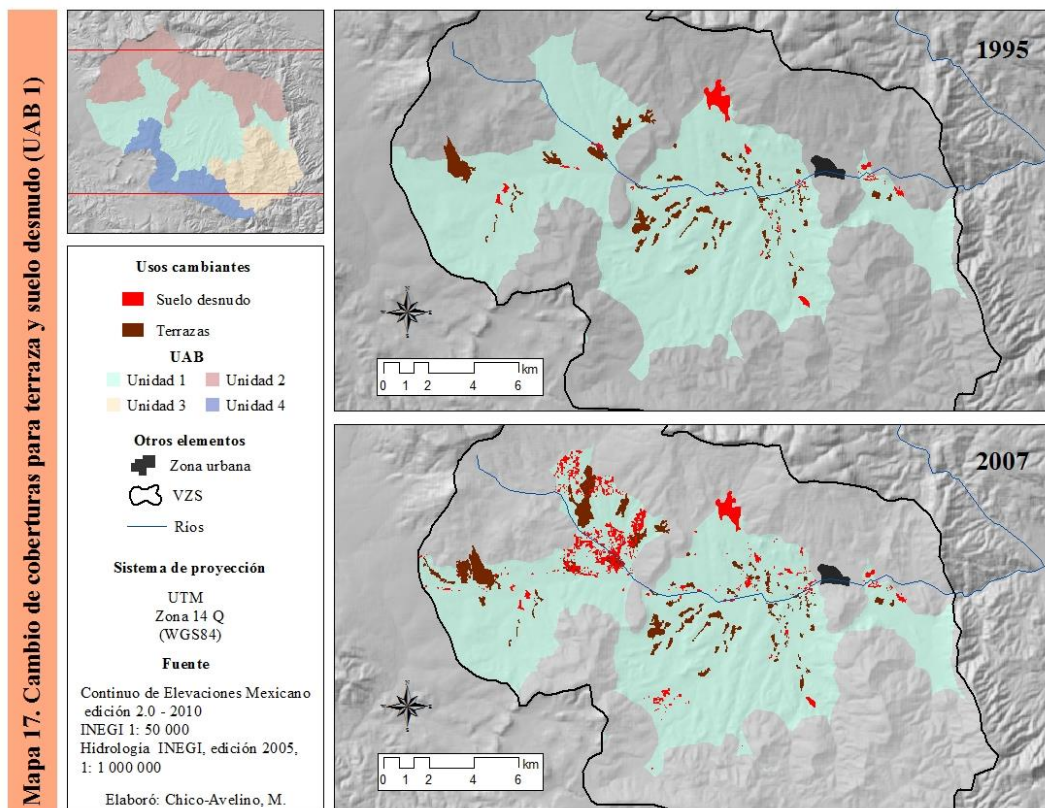 Mapa 17. Cambio de coberturas para terraza y suelo desnudo (UAB 1)
Usos cambiantes
Suelo desnudo
Terrazas
UAB
Unidad 1 Unidad 2
Unidad 3 Unidad 4
Otros elementos
Zona urbana
VZS
Rios
Sistema de proyección
UTM
Zona 14 Q
(WGS84)
Fuente
Continuo de Elevaciones Mexicano
edición 2.0 - 2010
INEGI 1: 50 000
Hidrologia INEGI, edición 2005,
1: 1 000 000
Elaboró: Chico-Avelino, M.
1995
km
0 1 2 4 6
2007
km
0 1 2 4 6